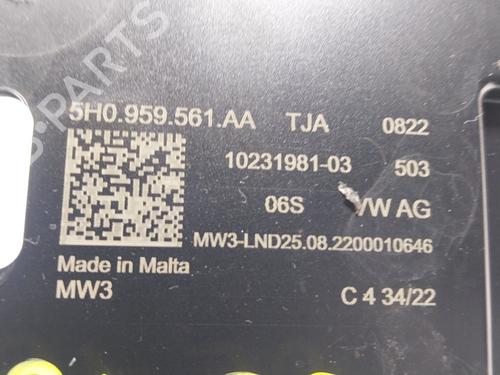 5H0.959.561.AA TJA 0822
10231981-03 503
06S VW AG
MW3-LND25.08.2200010646
Made in Malta
MW3 C 4 34/22